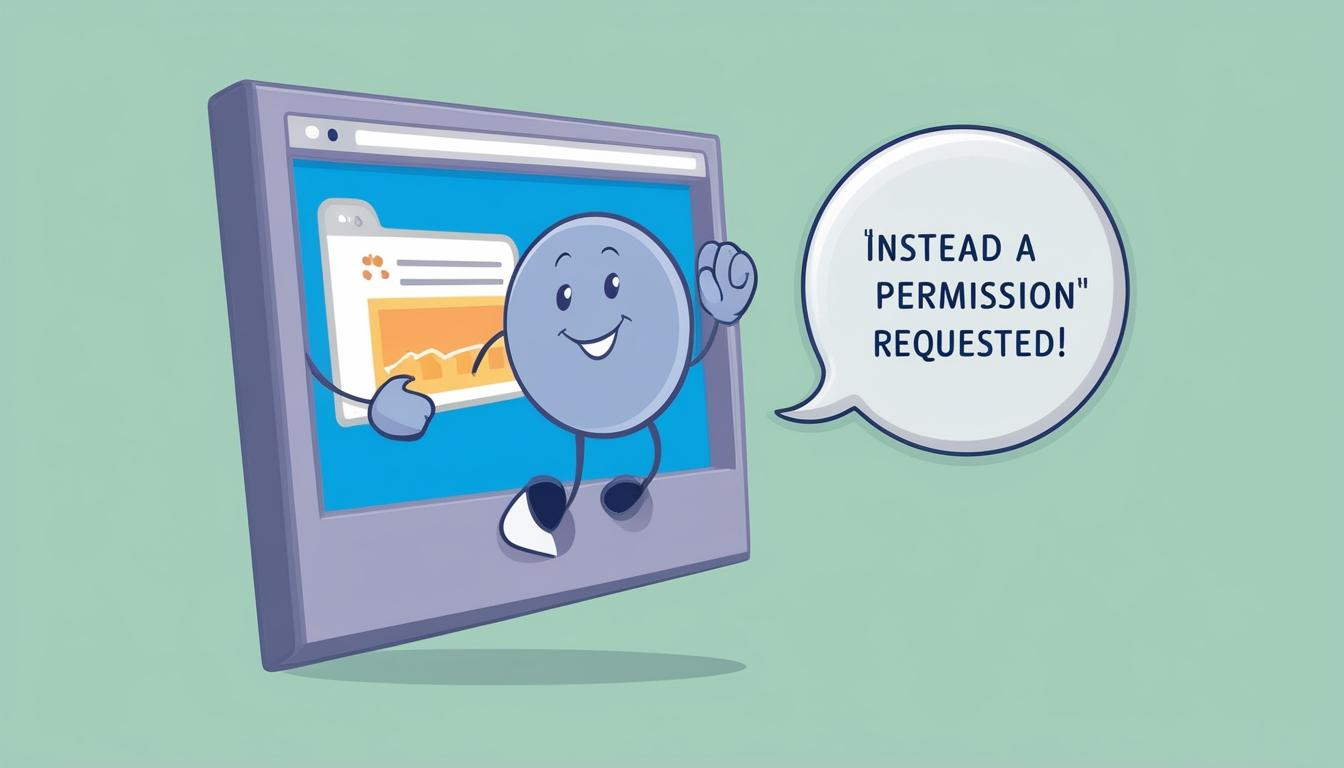 "INSTEAD A
PERMISSION"
REQUESTED!